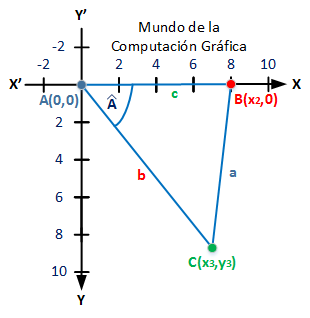 Y’
Mundo de la
Computación Gráfica
-2
X’
-2
2
4
6
8
10
X
A(0,0)
Â
c
B(x2,0)
2
4
b
a
6
8
C(x3,y3)
10
Y